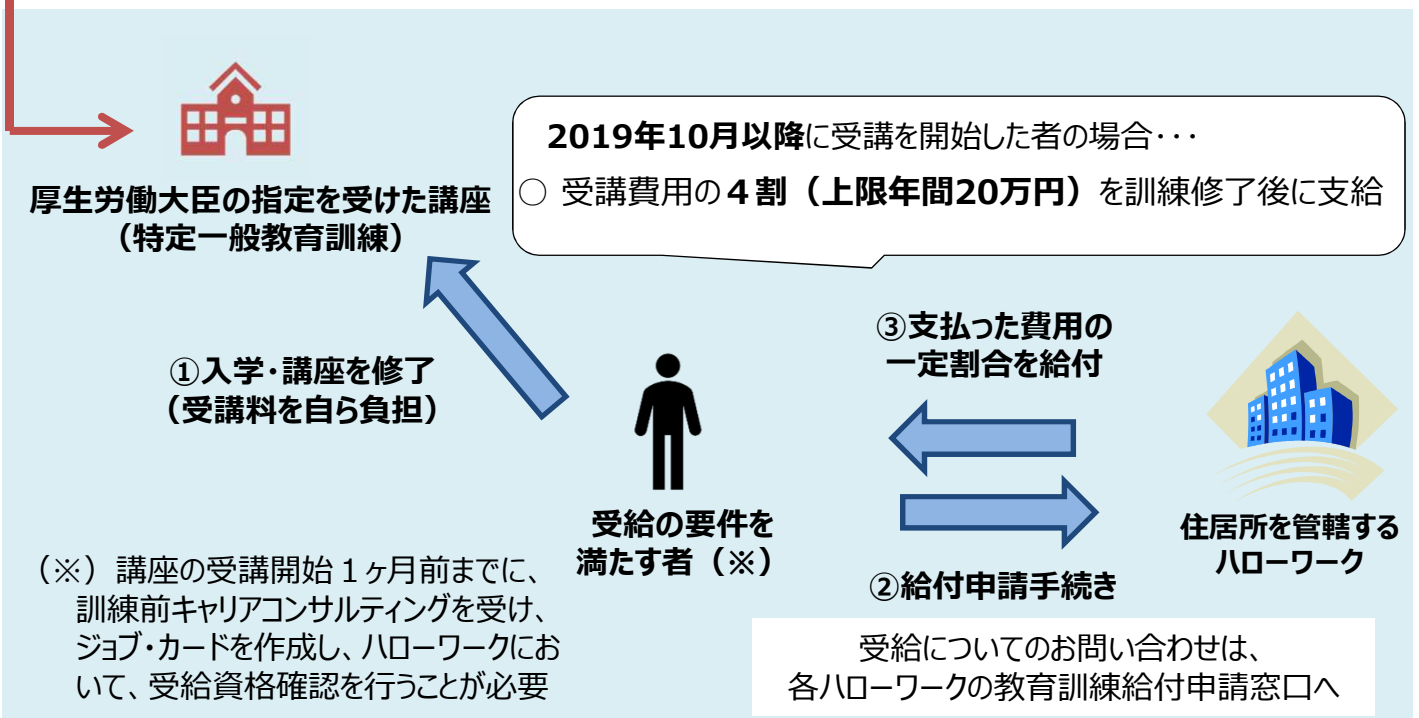 2019年10月以降に受講を開始した者の場合･･･
○ 受講費用の４割（上限年間20万円）を訓練修了後に支給
厚生労働大臣の指定を受けた講座
（特定一般教育訓練）
①入学・講座を修了
（受講料を自ら負担）
③支払った費用の
一定割合を給付
受給の要件を
満たす者（※）
②給付申請手続き
住居所を管轄する
ハローワーク
（※）講座の受講開始１ヶ月前までに、
訓練前キャリアコンサルティングを受け、
ジョブ・カードを作成し、ハローワークにお
いて、受給資格確認を行うことが必要
受給についてのお問い合わせは、
各ハローワークの教育訓練給付申請窓口へ